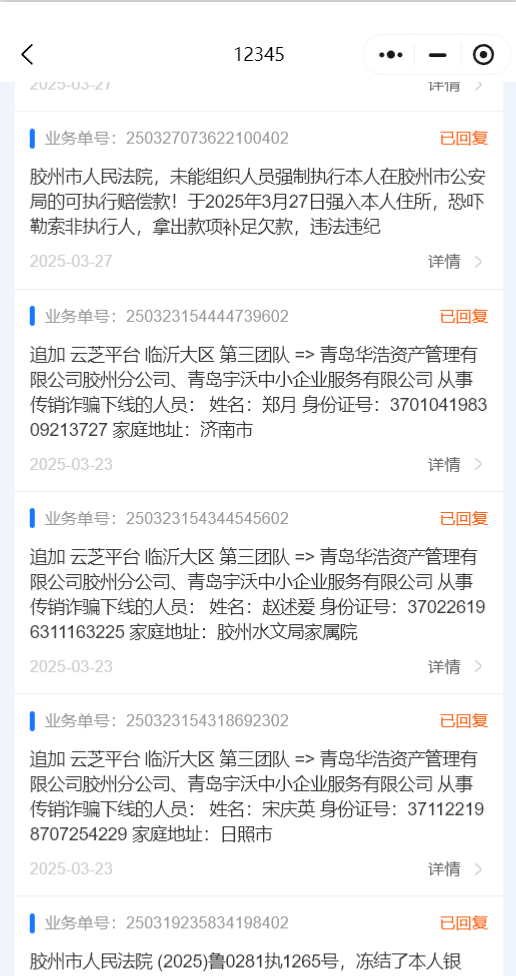 12345
2025-03-27 详情
业务单号：250327073622100402 已回复
胶州市人民法院，未能组织人员强制执行本人在胶州市公安
局的可执行赔偿款！于2025年3月27日强入本人住所，恐吓
勒索非执行人，拿出款项补足欠款，违法违纪
2025-03-27 详情
业务单号：250323154444739602 已回复
追加 云芝平台 临沂大区 第三团队 => 青岛华浩资产管理有
限公司胶州分公司、青岛宇沃中小企业服务有限公司 从事
传销诈骗下线的人员： 姓名：郑月 身份证号：3701041983
09213727 家庭地址：济南市
2025-03-23 详情
业务单号：250323154344545602 已回复
追加 云芝平台 临沂大区 第三团队 => 青岛华浩资产管理有
限公司胶州分公司、青岛宇沃中小企业服务有限公司 从事
传销诈骗下线的人员： 姓名：赵述爱 身份证号：37022619
6311163225 家庭地址：胶州水文局家属院
2025-03-23 详情
业务单号：250323154318692302 已回复
追加 云芝平台 临沂大区 第三团队 => 青岛华浩资产管理有
限公司胶州分公司、青岛宇沃中小企业服务有限公司 从事
传销诈骗下线的人员： 姓名：宋庆英 身份证号：37112219
8707254229 家庭地址：日照市
2025-03-23 详情
业务单号：250319235834198402 已回复
胶州市人民法院 (2025)鲁0281执1265号，冻结了本人银